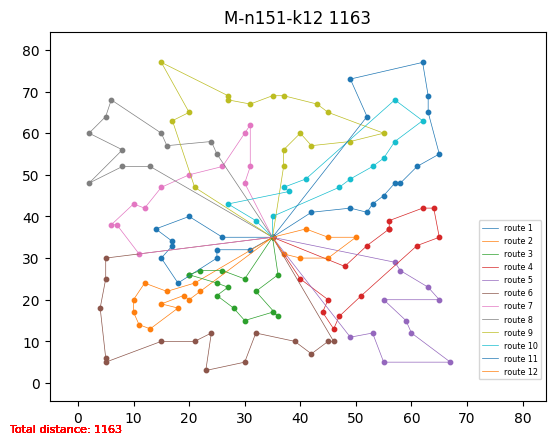 M-n151-k12 1163
80
70
60
50
40
30
20
10
0
0 10 20 30 40 50 60 70 80
route 1
route 2
route 3
route 4
route 5
route 6
route 7
route 8
route 9
route 10
route 11
route 12
Total distance: 1163